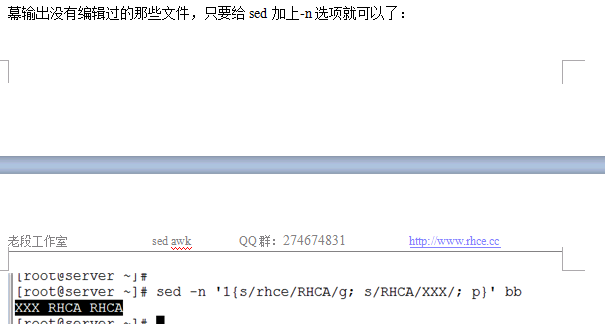 幕输出没有编辑过的那些文件，只要给 sed 加上-n 选项就可以了：
老段工作室 sed awk QQ 群：274674831 http://www.rhce.cc
[root@server ~]#
[root@server ~]# sed -n '1{s/rhce/RHCA/g; s/RHCA/XXX/; p}' bb
XXX RHCA RHCA
[root@server ~]#